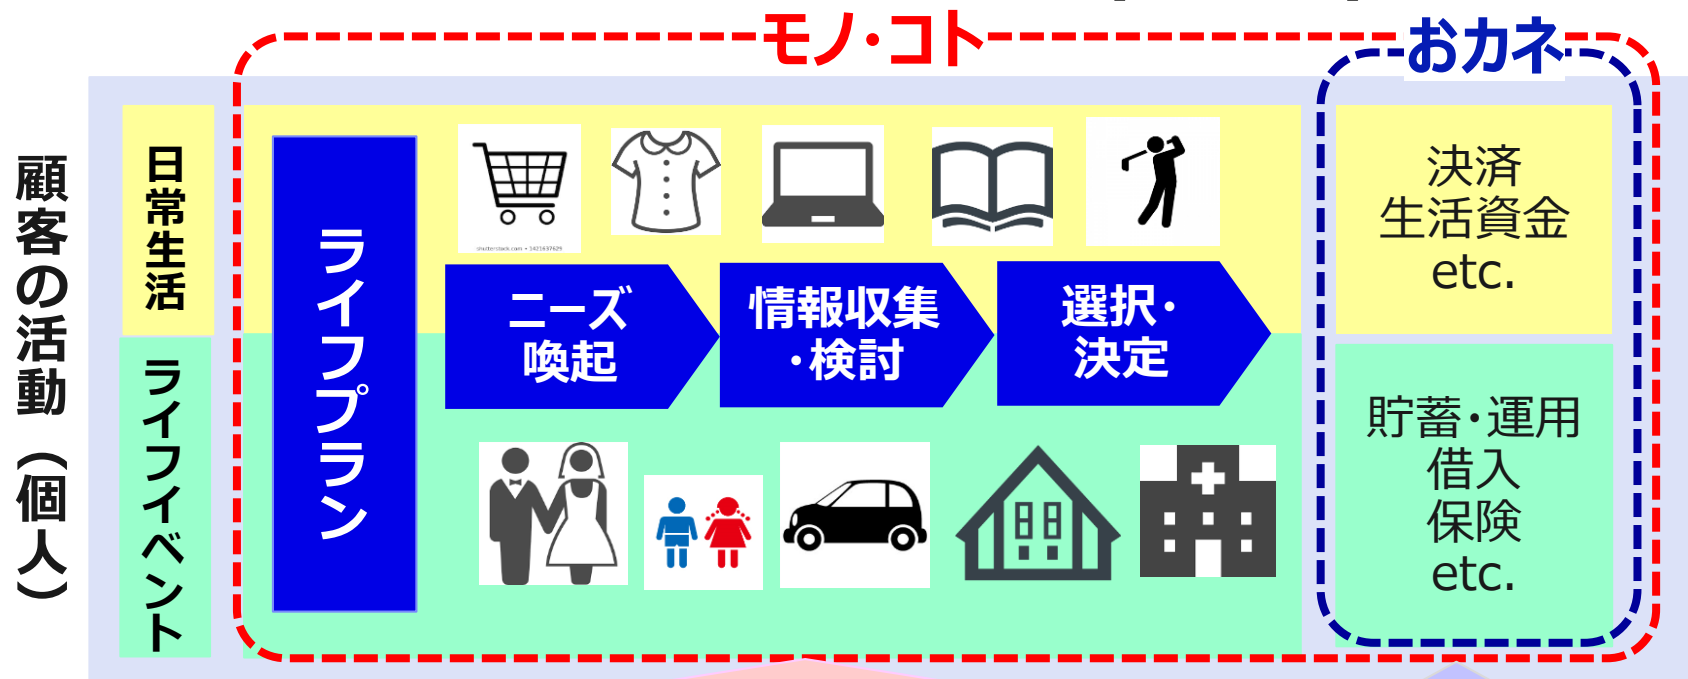 モノ・コト
おカネ
顧客の活動（個人）
日常生活
ライフイベント
ライフプラン
shutterstock.com • 1421637629
ニーズ
喚起
情報収集
・検討
選択・
決定
決済
生活資金
etc.
貯蓄・運用
借入
保険
etc.